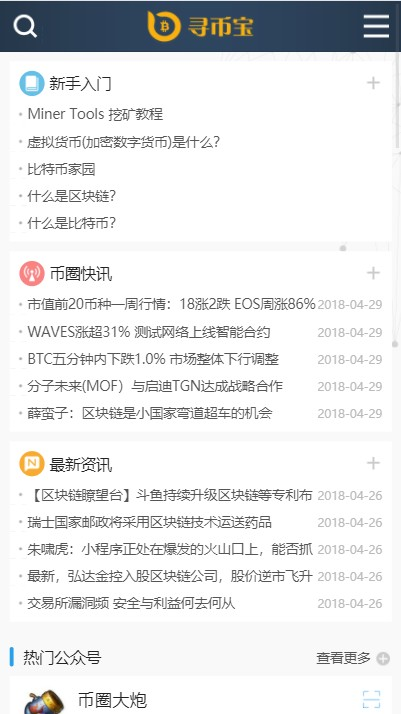 寻币宝
新手入门
Miner Tools 挖矿教程
虚拟货币(加密数字货币)是什么?
比特币家园
什么是区块链?
什么是比特币?
币圈快讯
市值前20币种一周行情：18涨2跌 EOS周涨86% 2018-04-29
WAVES涨超31% 测试网络上线智能合约 2018-04-29
BTC五分钟内下跌1.0% 市场整体下行调整 2018-04-29
分子未来(MOF）与启迪TGN达成战略合作 2018-04-29
薛蛮子：区块链是小国家弯道超车的机会 2018-04-29
最新资讯
【区块链瞭望台】斗鱼持续升级区块链等专利布 2018-04-26
瑞士国家邮政将采用区块链技术运送药品 2018-04-26
朱啸虎：小程序正处在爆发的火山口上，能否抓 2018-04-26
最新，弘达金控入股区块链公司，股价逆市飞升 2018-04-26
交易所漏洞频 安全与利益何去何从 2018-04-26
热门公众号 查看更多
币圈大炮